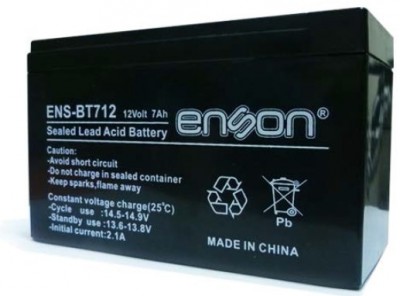 ENS-BT712 12Volt 7Ah
Sealed Lead Acid Battery
enson®
Caution:
-Avoid short circuit
-Do not charge in sealed container
-Keep sparks,flame away
Constant voltage charge(25℃)
-Cycle use :14.5-14.9V
-Standby use :13.6-13.8V
-Initial current:2.1A
Pb
MADE IN CHINA